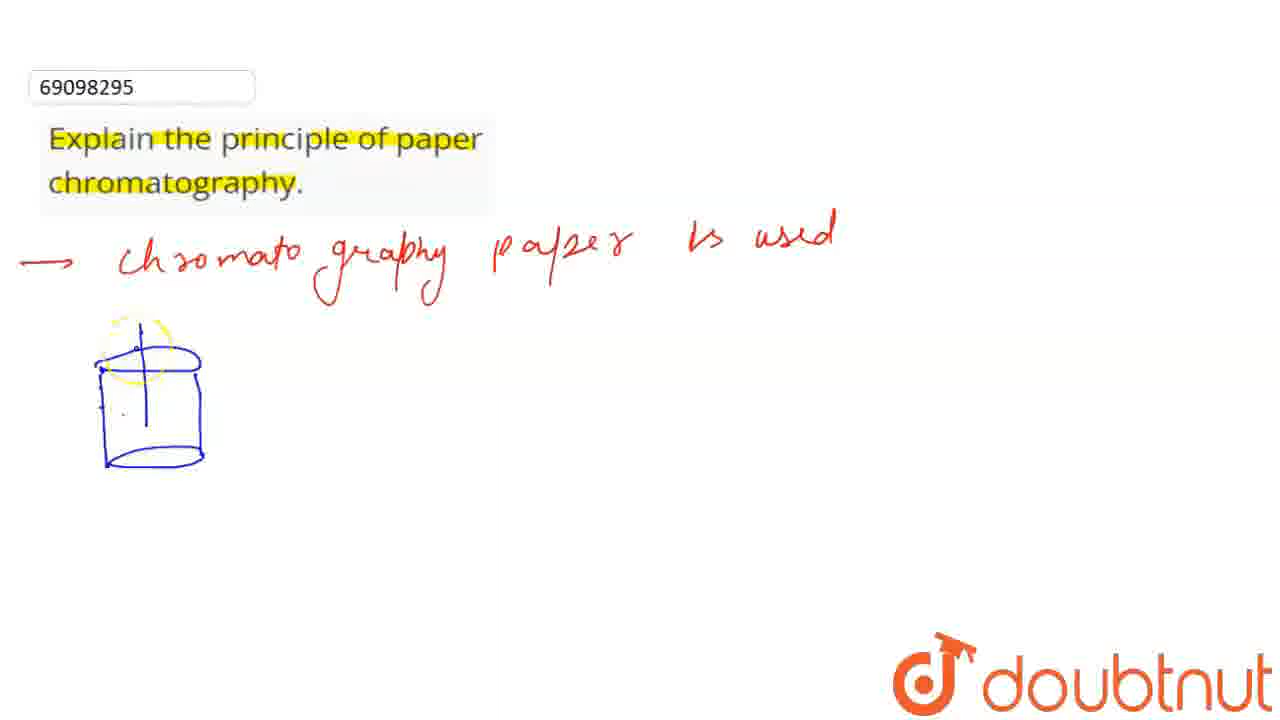 69098295
Explain the principle of paper
chromatography.
→ chromatography paper is used
doubtnut